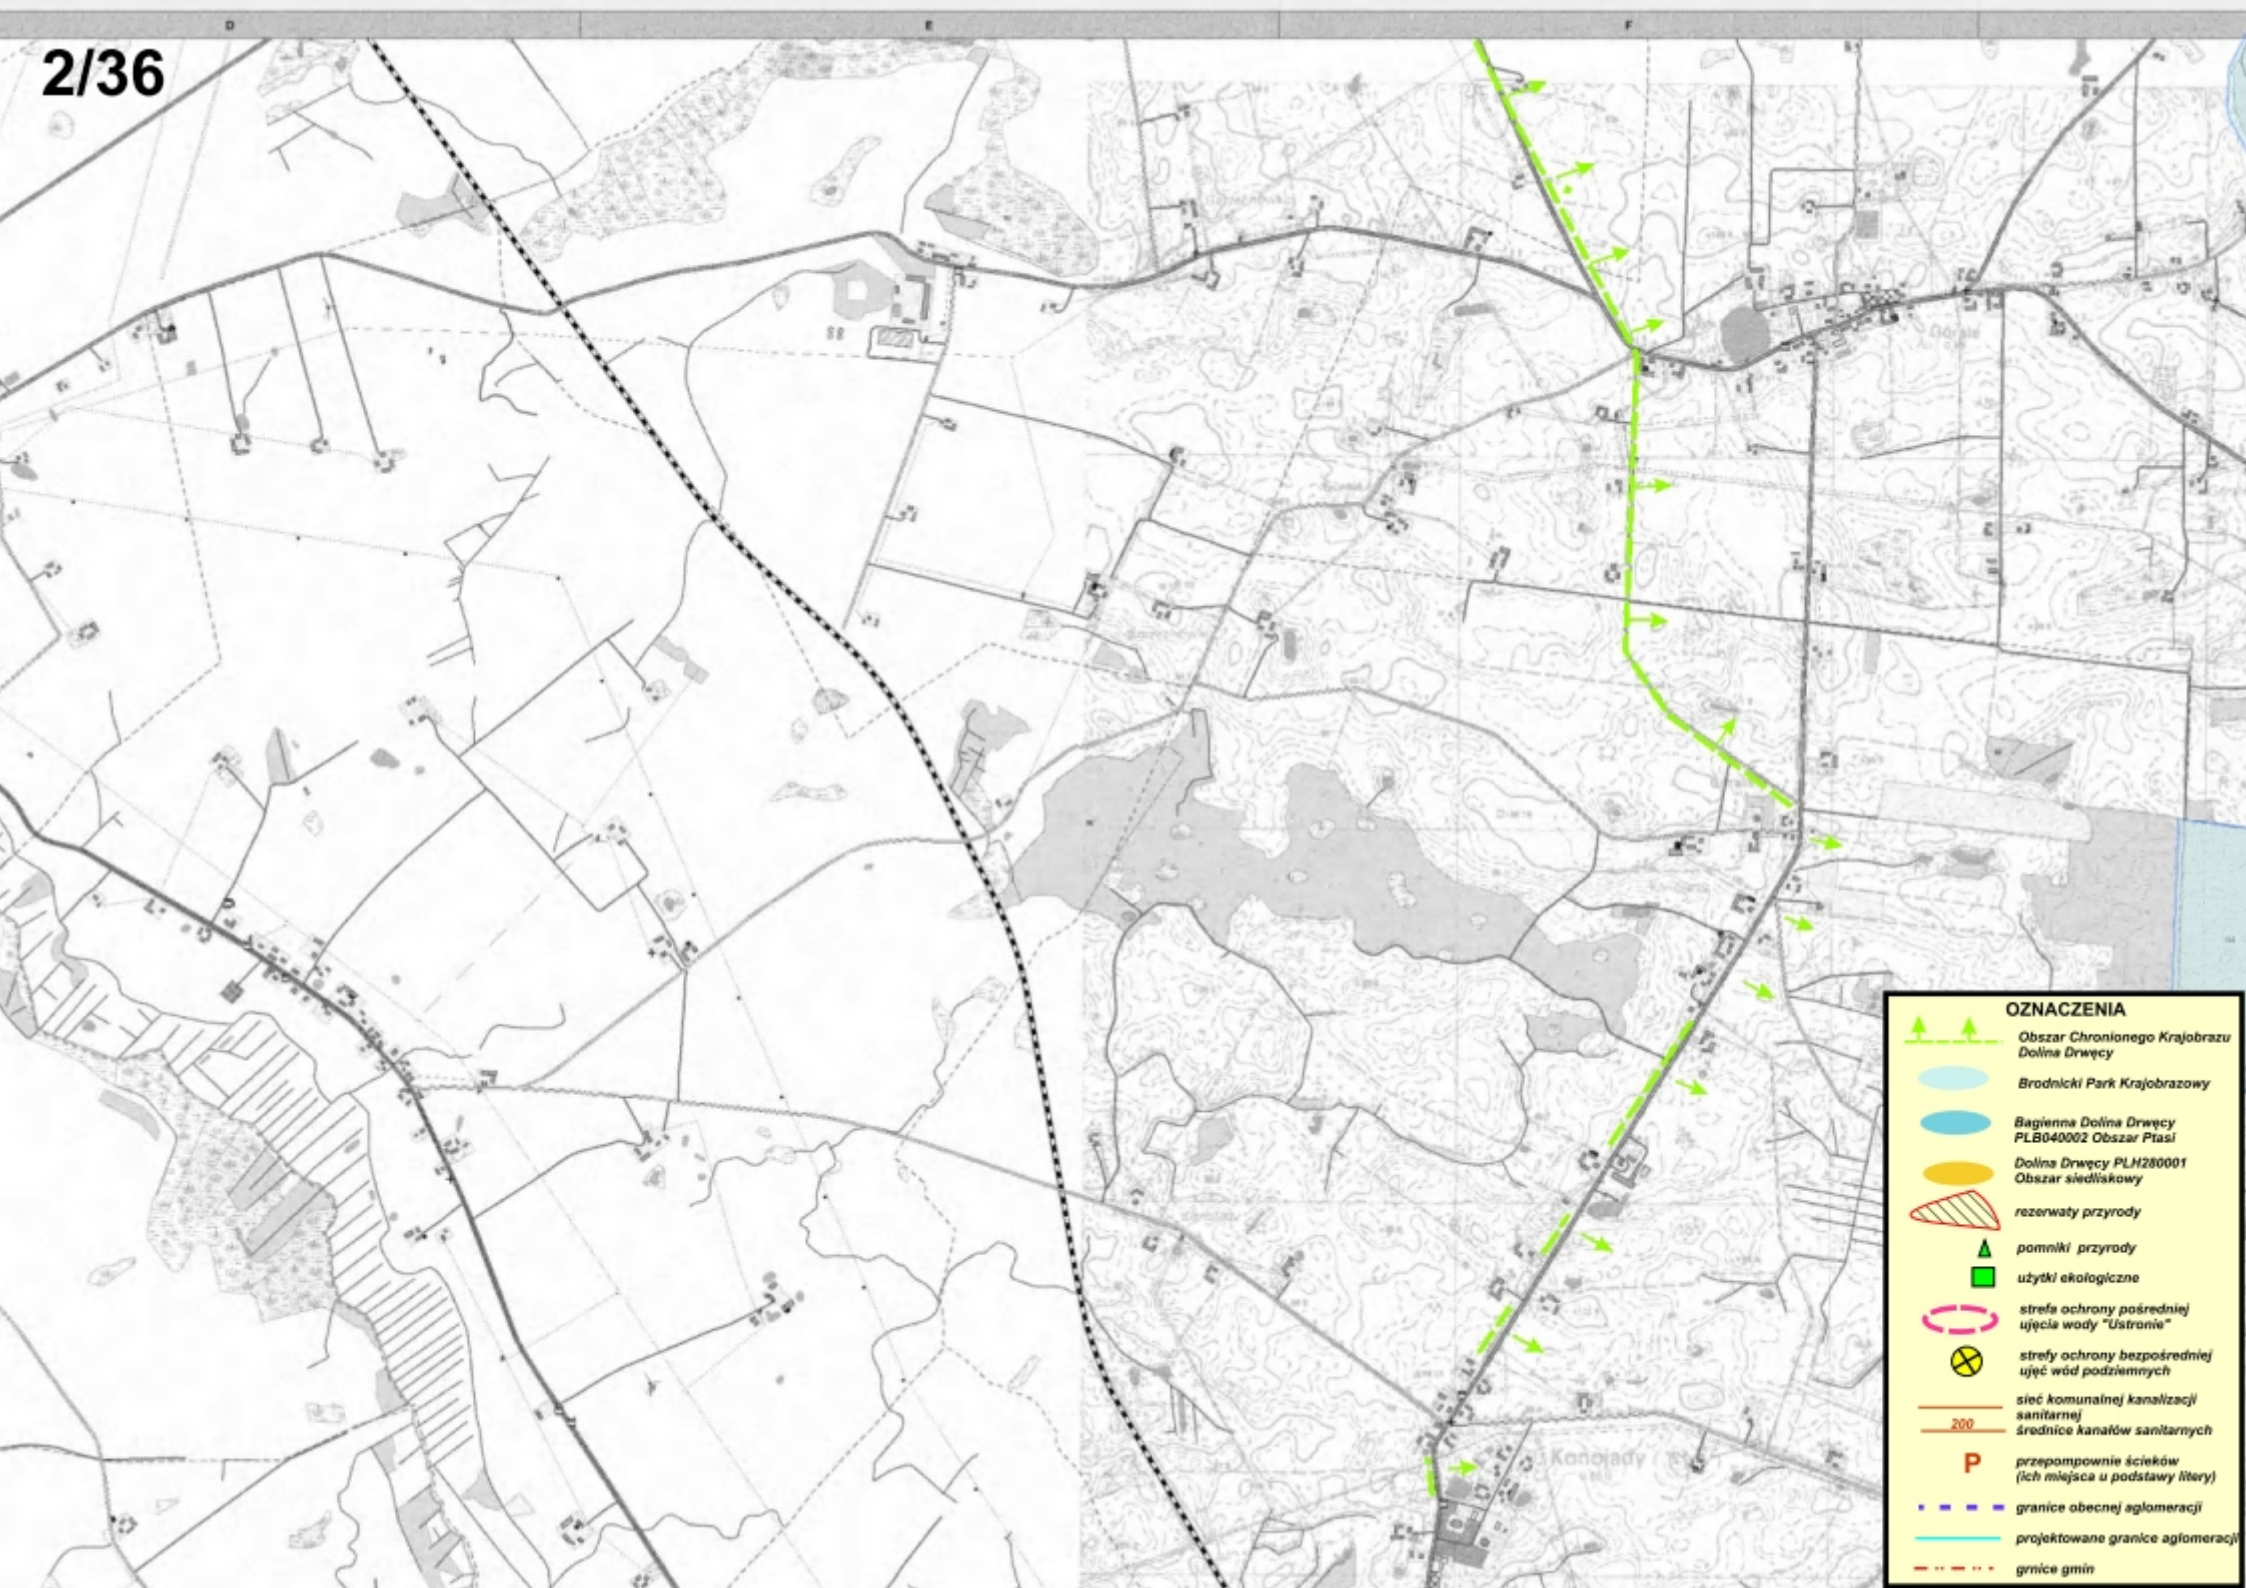 D
E
F
2/36
Górale
Konojady
OZNACZENIA
Obszar Chronionego Krajobrazu
Dolina Drwęcy
Brodnicki Park Krajobrazowy
Bagienna Dolina Drwęcy
PLB040002 Obszar Ptasi
Dolina Drwęcy PLH280001
Obszar siedliskowy
rezerwaty przyrody
pomniki przyrody
użytki ekologiczne
strefa ochrony pośredniej
ujęcia wody "Ustronie"
strefy ochrony bezpośredniej
ujęć wód podziemnych
sieć komunalnej kanalizacji
sanitarnej
200
średnice kanałów sanitarnych
P
przepompownie ścieków
(ich miejsca u podstawy litery)
granice obecnej aglomeracji
projektowane granice aglomeracji
grnice gmin